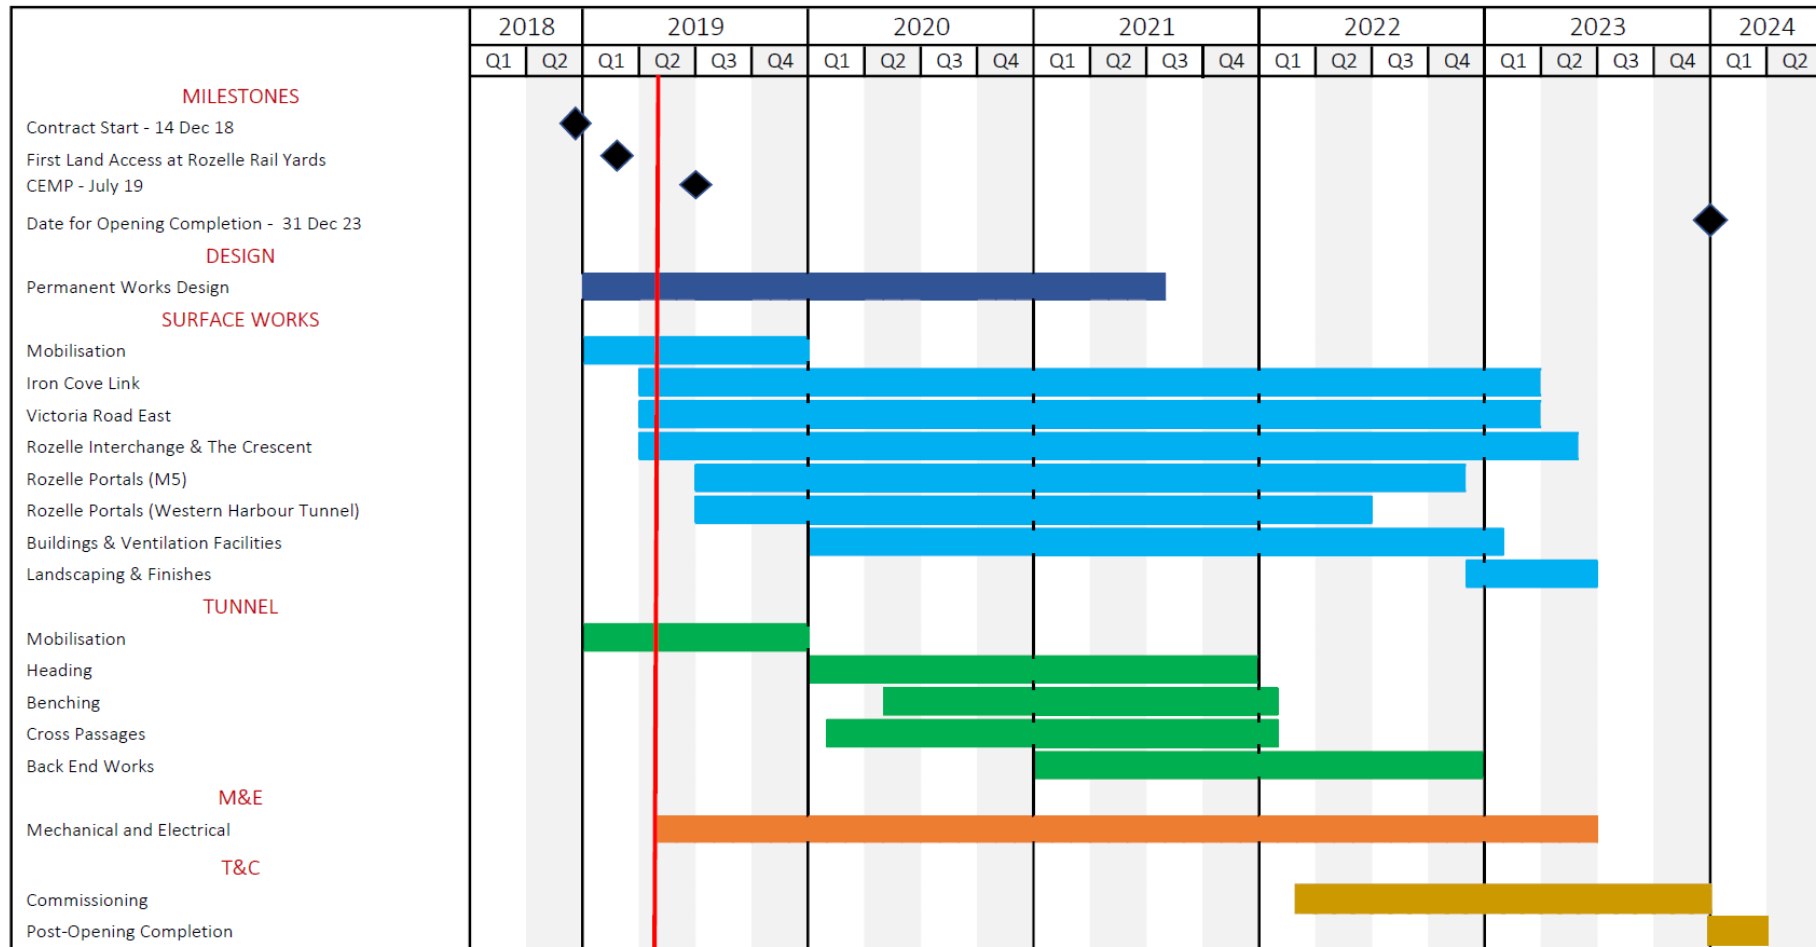 2018 2019 2020 2021 2022 2023 2024
Q1 Q2 Q1 Q2 Q3 Q4 Q1 Q2 Q3 Q4 Q1 Q2 Q3 Q4 Q1 Q2 Q3 Q4 Q1 Q2 Q3 Q4 Q1 Q2
MILESTONES
Contract Start - 14 Dec 18
First Land Access at Rozelle Rail Yards
CEMP - July 19
Date for Opening Completion - 31 Dec 23
DESIGN
Permanent Works Design
SURFACE WORKS
Mobilisation
Iron Cove Link
Victoria Road East
Rozelle Interchange & The Crescent
Rozelle Portals (M5)
Rozelle Portals (Western Harbour Tunnel)
Buildings & Ventilation Facilities
Landscaping & Finishes
TUNNEL
Mobilisation
Heading
Benching
Cross Passages
Back End Works
M&E
Mechanical and Electrical
T&C
Commissioning
Post-Opening Completion